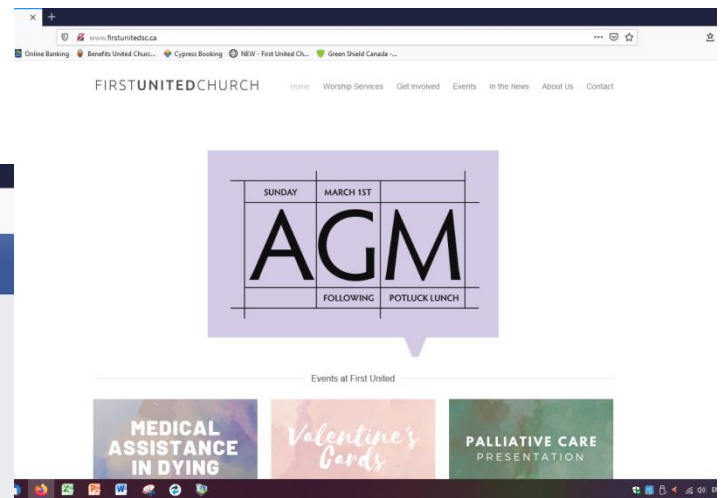 www.firstunitedsc.ca
Online Banking Benefits United Churc... Cypress Booking NEW - First United Ch... Green Shield Canada -...
FIRSTUNITEDCHURCH Home Worship Services Get Involved Events In the News About Us Contact
SUNDAY MARCH 1ST
AGM
FOLLOWING POTLUCK LUNCH
Events at First United
MEDICAL
ASSISTANCE
IN DYING
Valentine's
Cards
PALLIATIVE CARE
PRESENTATION